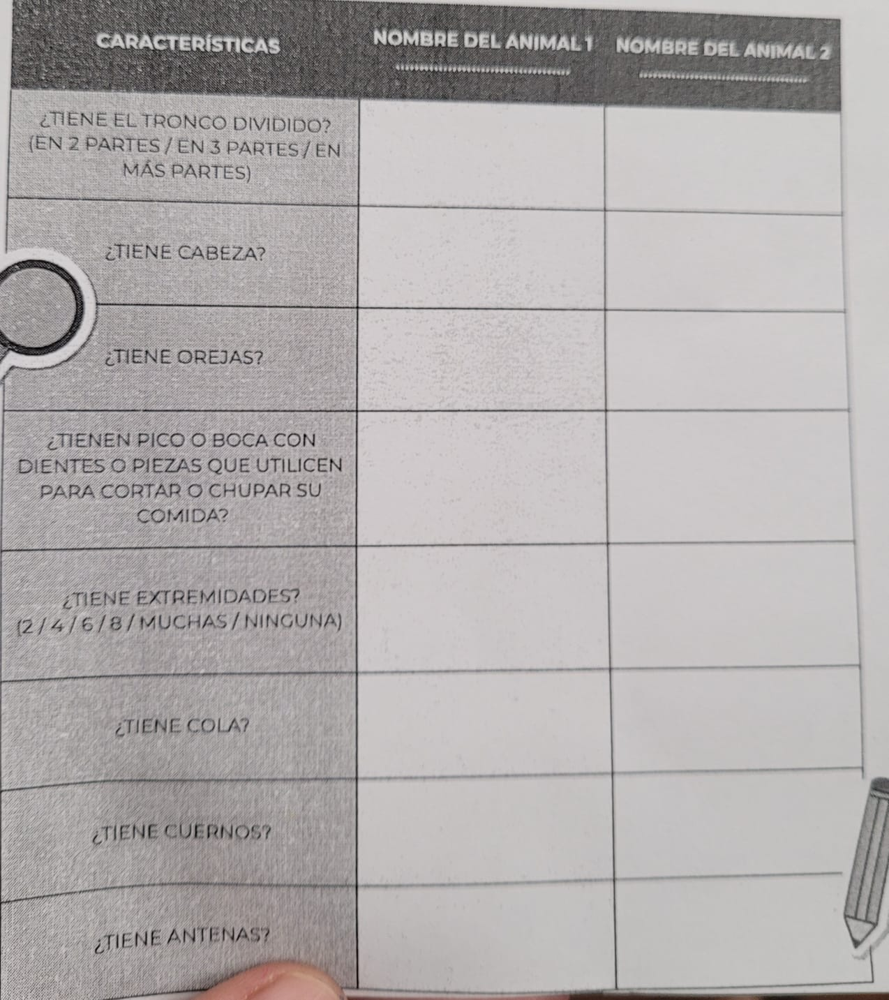 CARACTERÍSTICAS
NOMBRE DEL ANIMAL 1
NOMBRE DEL ANIMAL 2
¿TIENE EL TRONCO DIVIDIDO?
(EN 2 PARTES / EN 3 PARTES / EN
MÁS PARTES)
¿TIENE CABEZA?
¿TIENE OREJAS?
¿TIENEN PICO O BOCA CON
DIENTES O PIEZAS QUE UTILICEN
PARA CORTAR O CHUPAR SU
COMIDA?
¿TIENE EXTREMIDADES?
(2 / 4 / 6 / 8 / MUCHAS / NINGUNA)
¿TIENE COLA?
¿TIENE CUERNOS?
¿TIENE ANTENAS?